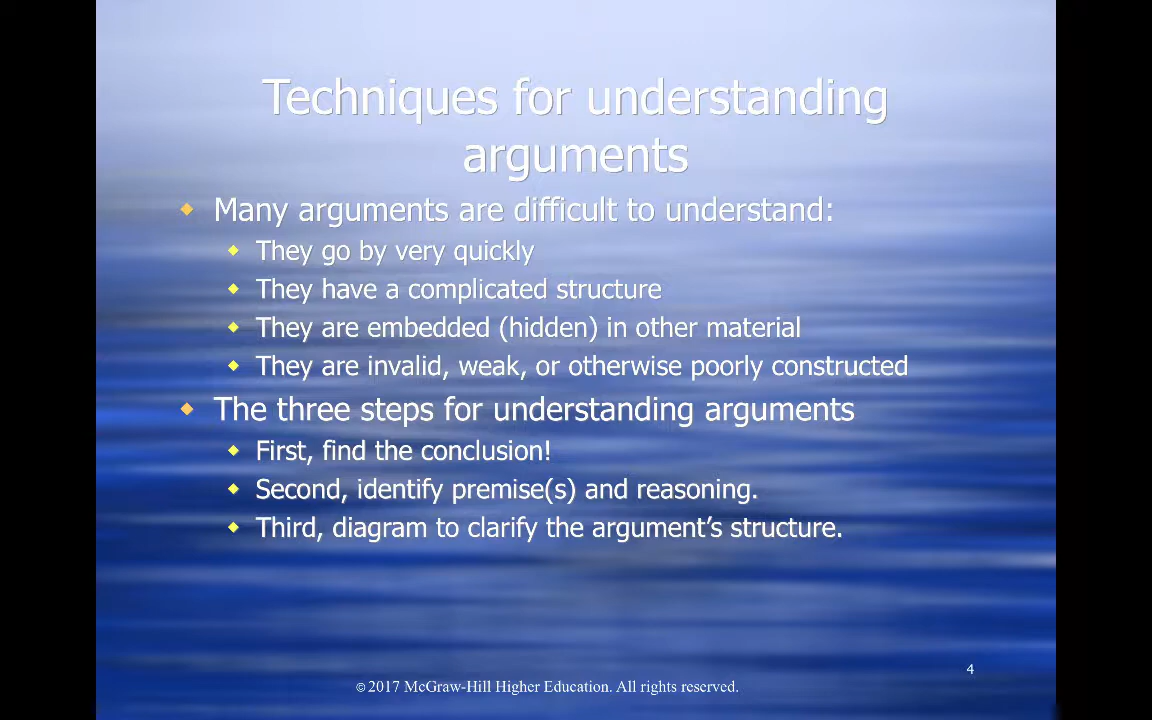 Techniques for understanding
arguments
Many arguments are difficult to understand:
They go by very quickly
They have a complicated structure
They are embedded (hidden) in other material
They are invalid, weak, or otherwise poorly constructed
The three steps for understanding arguments
First, find the conclusion!
Second, identify premise(s) and reasoning.
Third, diagram to clarify the argument’s structure.
4
© 2017 McGraw-Hill Higher Education. All rights reserved.